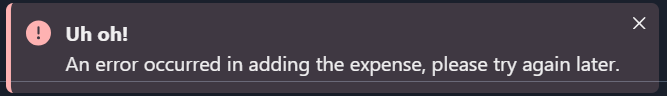 Uh oh!
An error occurred in adding the expense, please try again later.